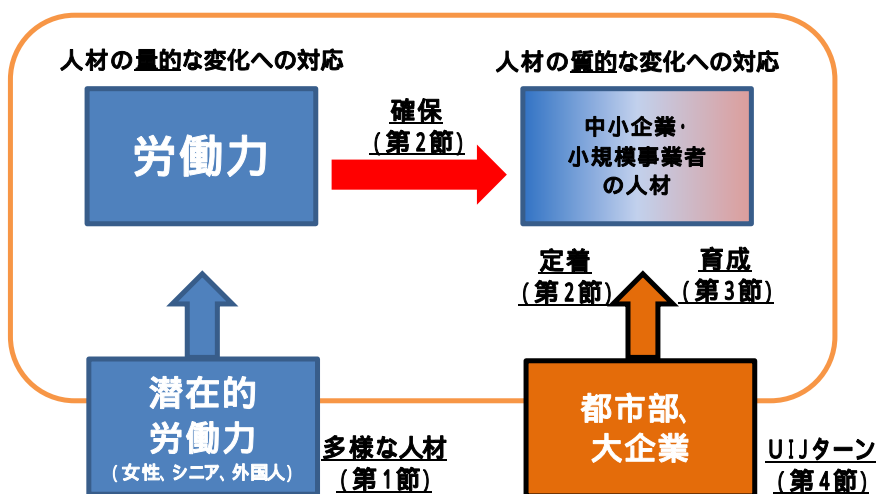 人材の量的な変化への対応
人材の質的な変化への対応
労働力
確保
(第2節)
中小企業・
小規模事業者
の人材
定着
(第2節)
育成
(第3節)
潜在的
労働力
(女性、シニア、外国人)
多様な人材
(第1節)
都市部、
大企業
UIJターン
(第4節)